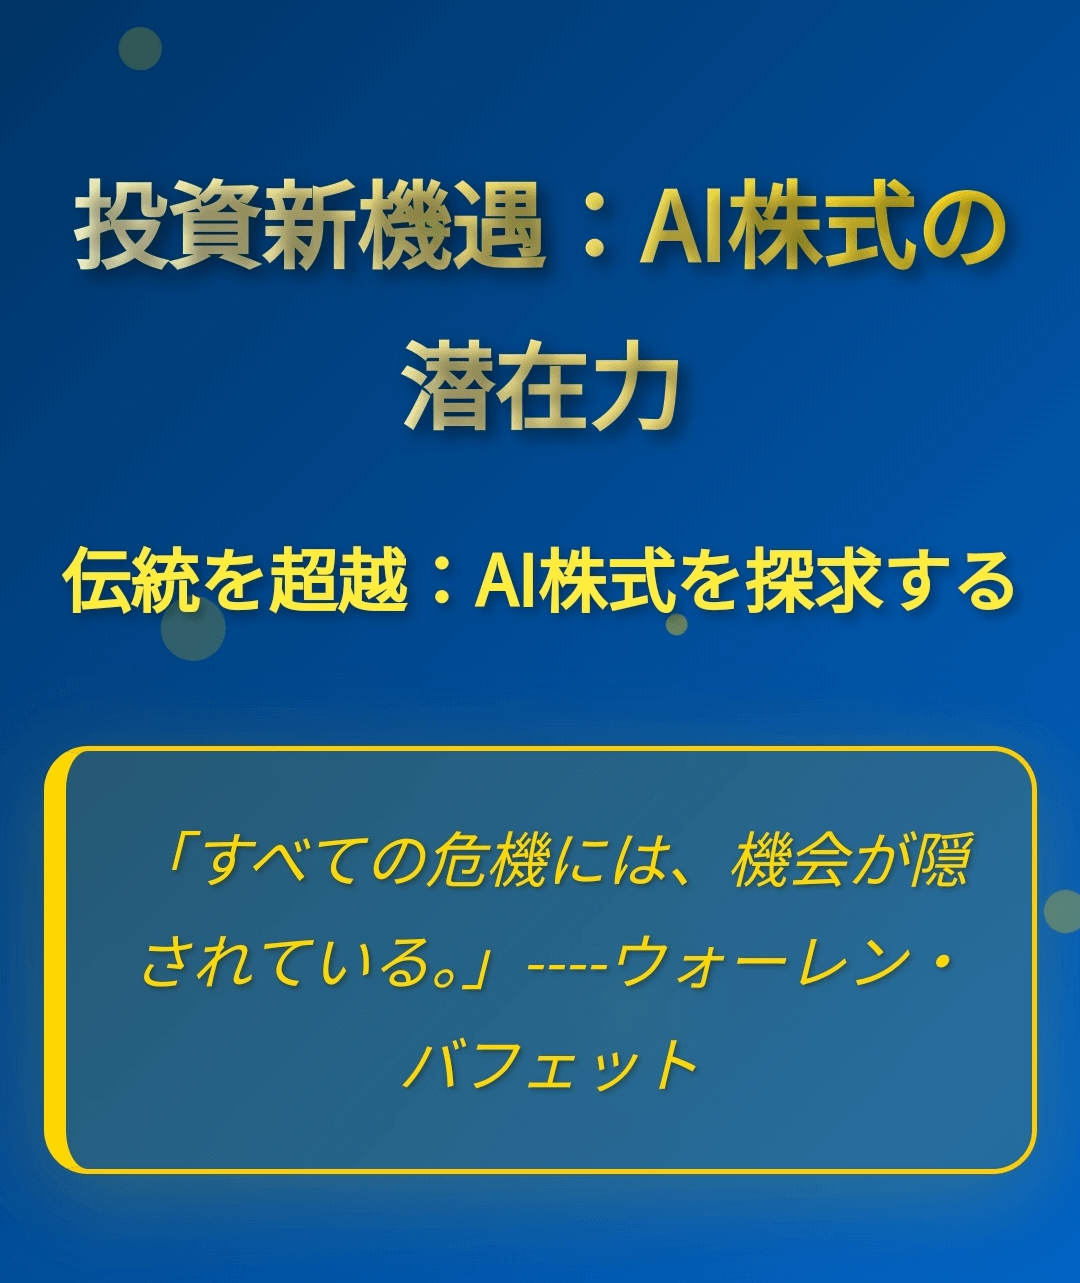 投資新機遇：AI株式の
潜在力
伝統を超越：AI株式を探求する
「すべての危機には、機会が隠
されている。」----ウォーレン・
バフェット